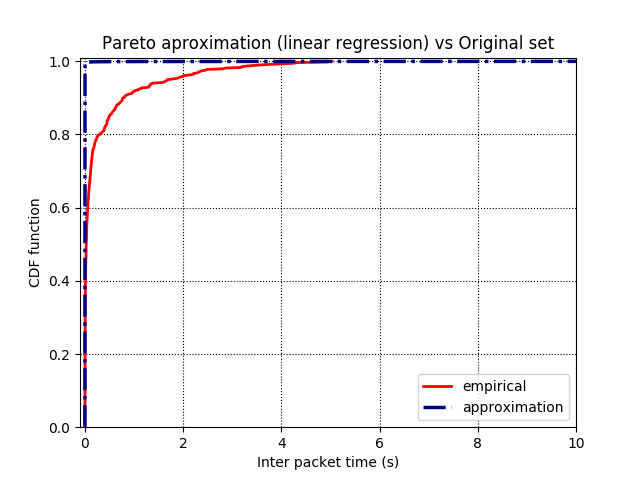 Pareto aproximation (linear regression) vs Original set
1.0
0.8
0.6
0.4
0.2
0.0
CDF function
0 2 4 6 8 10
Inter packet time (s)
empirical
approximation